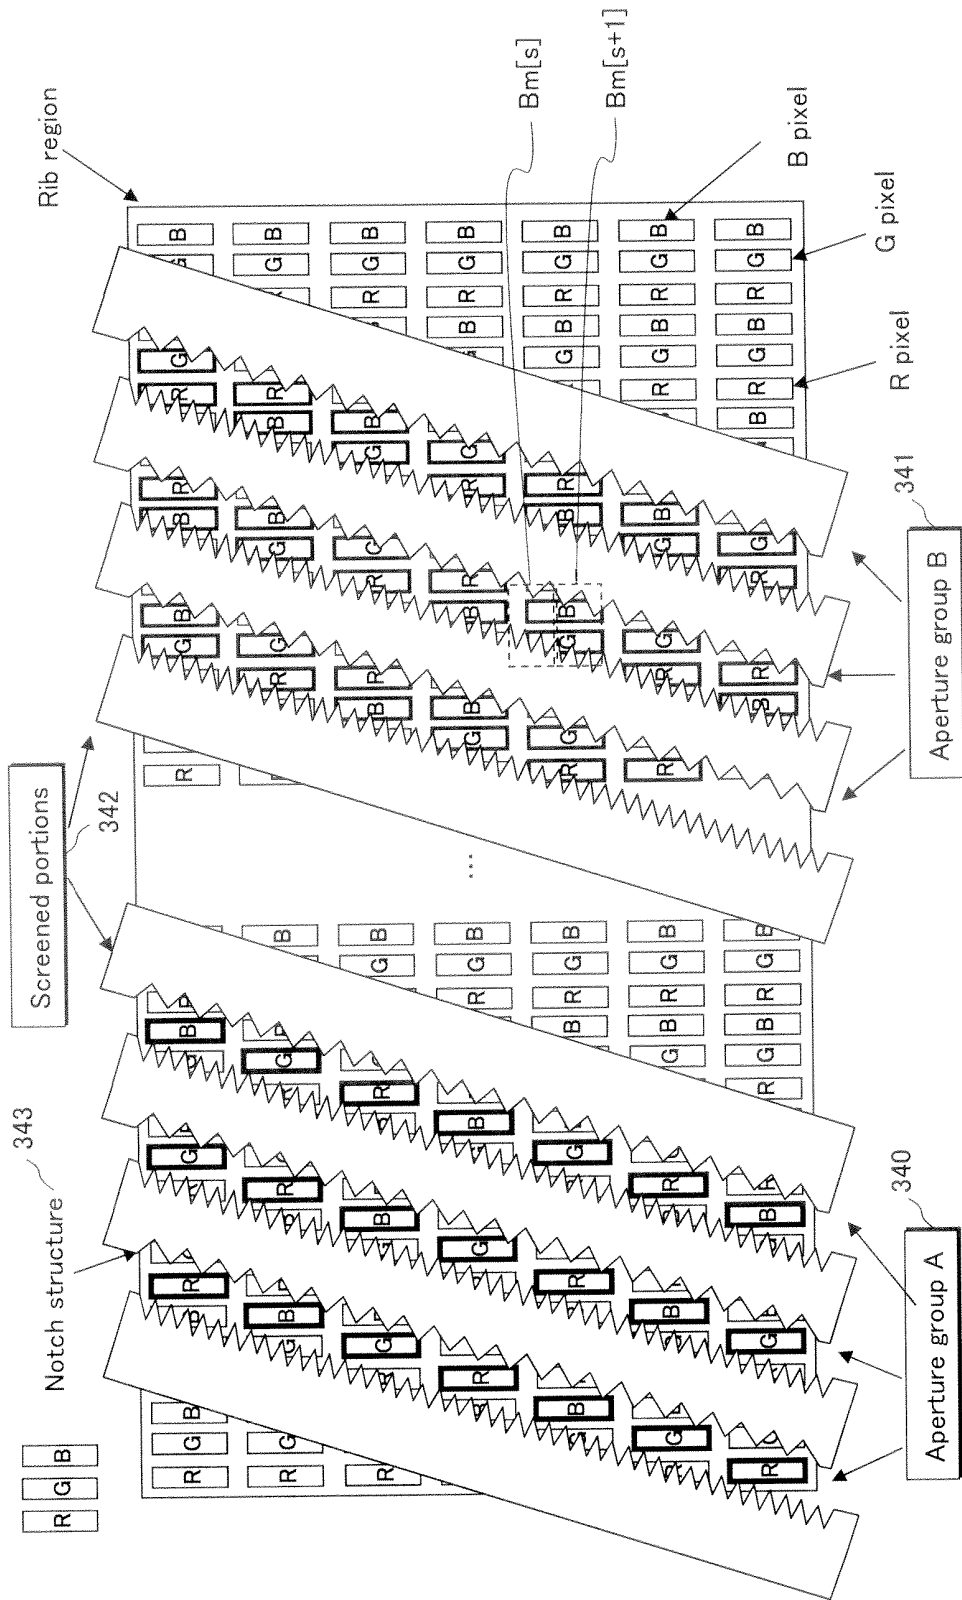 R G B
Notch structure 343
Screened portions
342
Rib region
R G B R G B R G B B R R G G B
R G B R G B R G G B B R G B
R G B R G B B R R G G B R G B
R G B R G B G B B R R G B R G B
...
B R G B R G B R G G B B R G B R G B
G B R G B R G B R R G G B R G B R G B
R G B R G B R G B B R R G B R G B R G B
Bm[s]
Bm[s+1]
R pixel
G pixel
B pixel
340
Aperture group A
341
Aperture group B